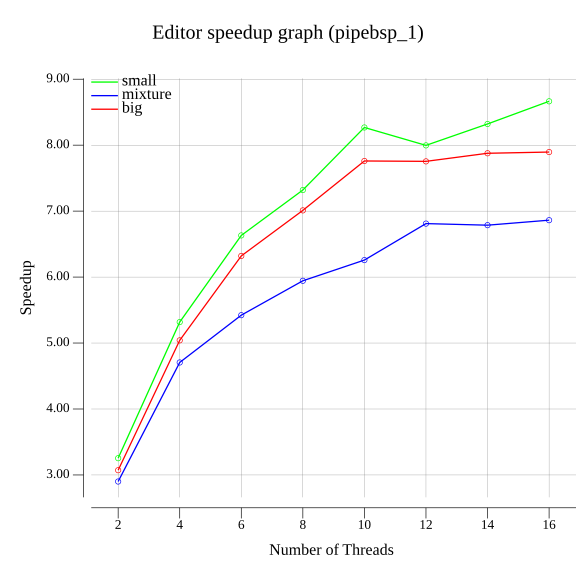 Editor speedup graph (pipebsp_1)
small
mixture
big
9.00
8.00
7.00
6.00
5.00
4.00
3.00
Speedup
2 4 6 8 10 12 14 16
Number of Threads